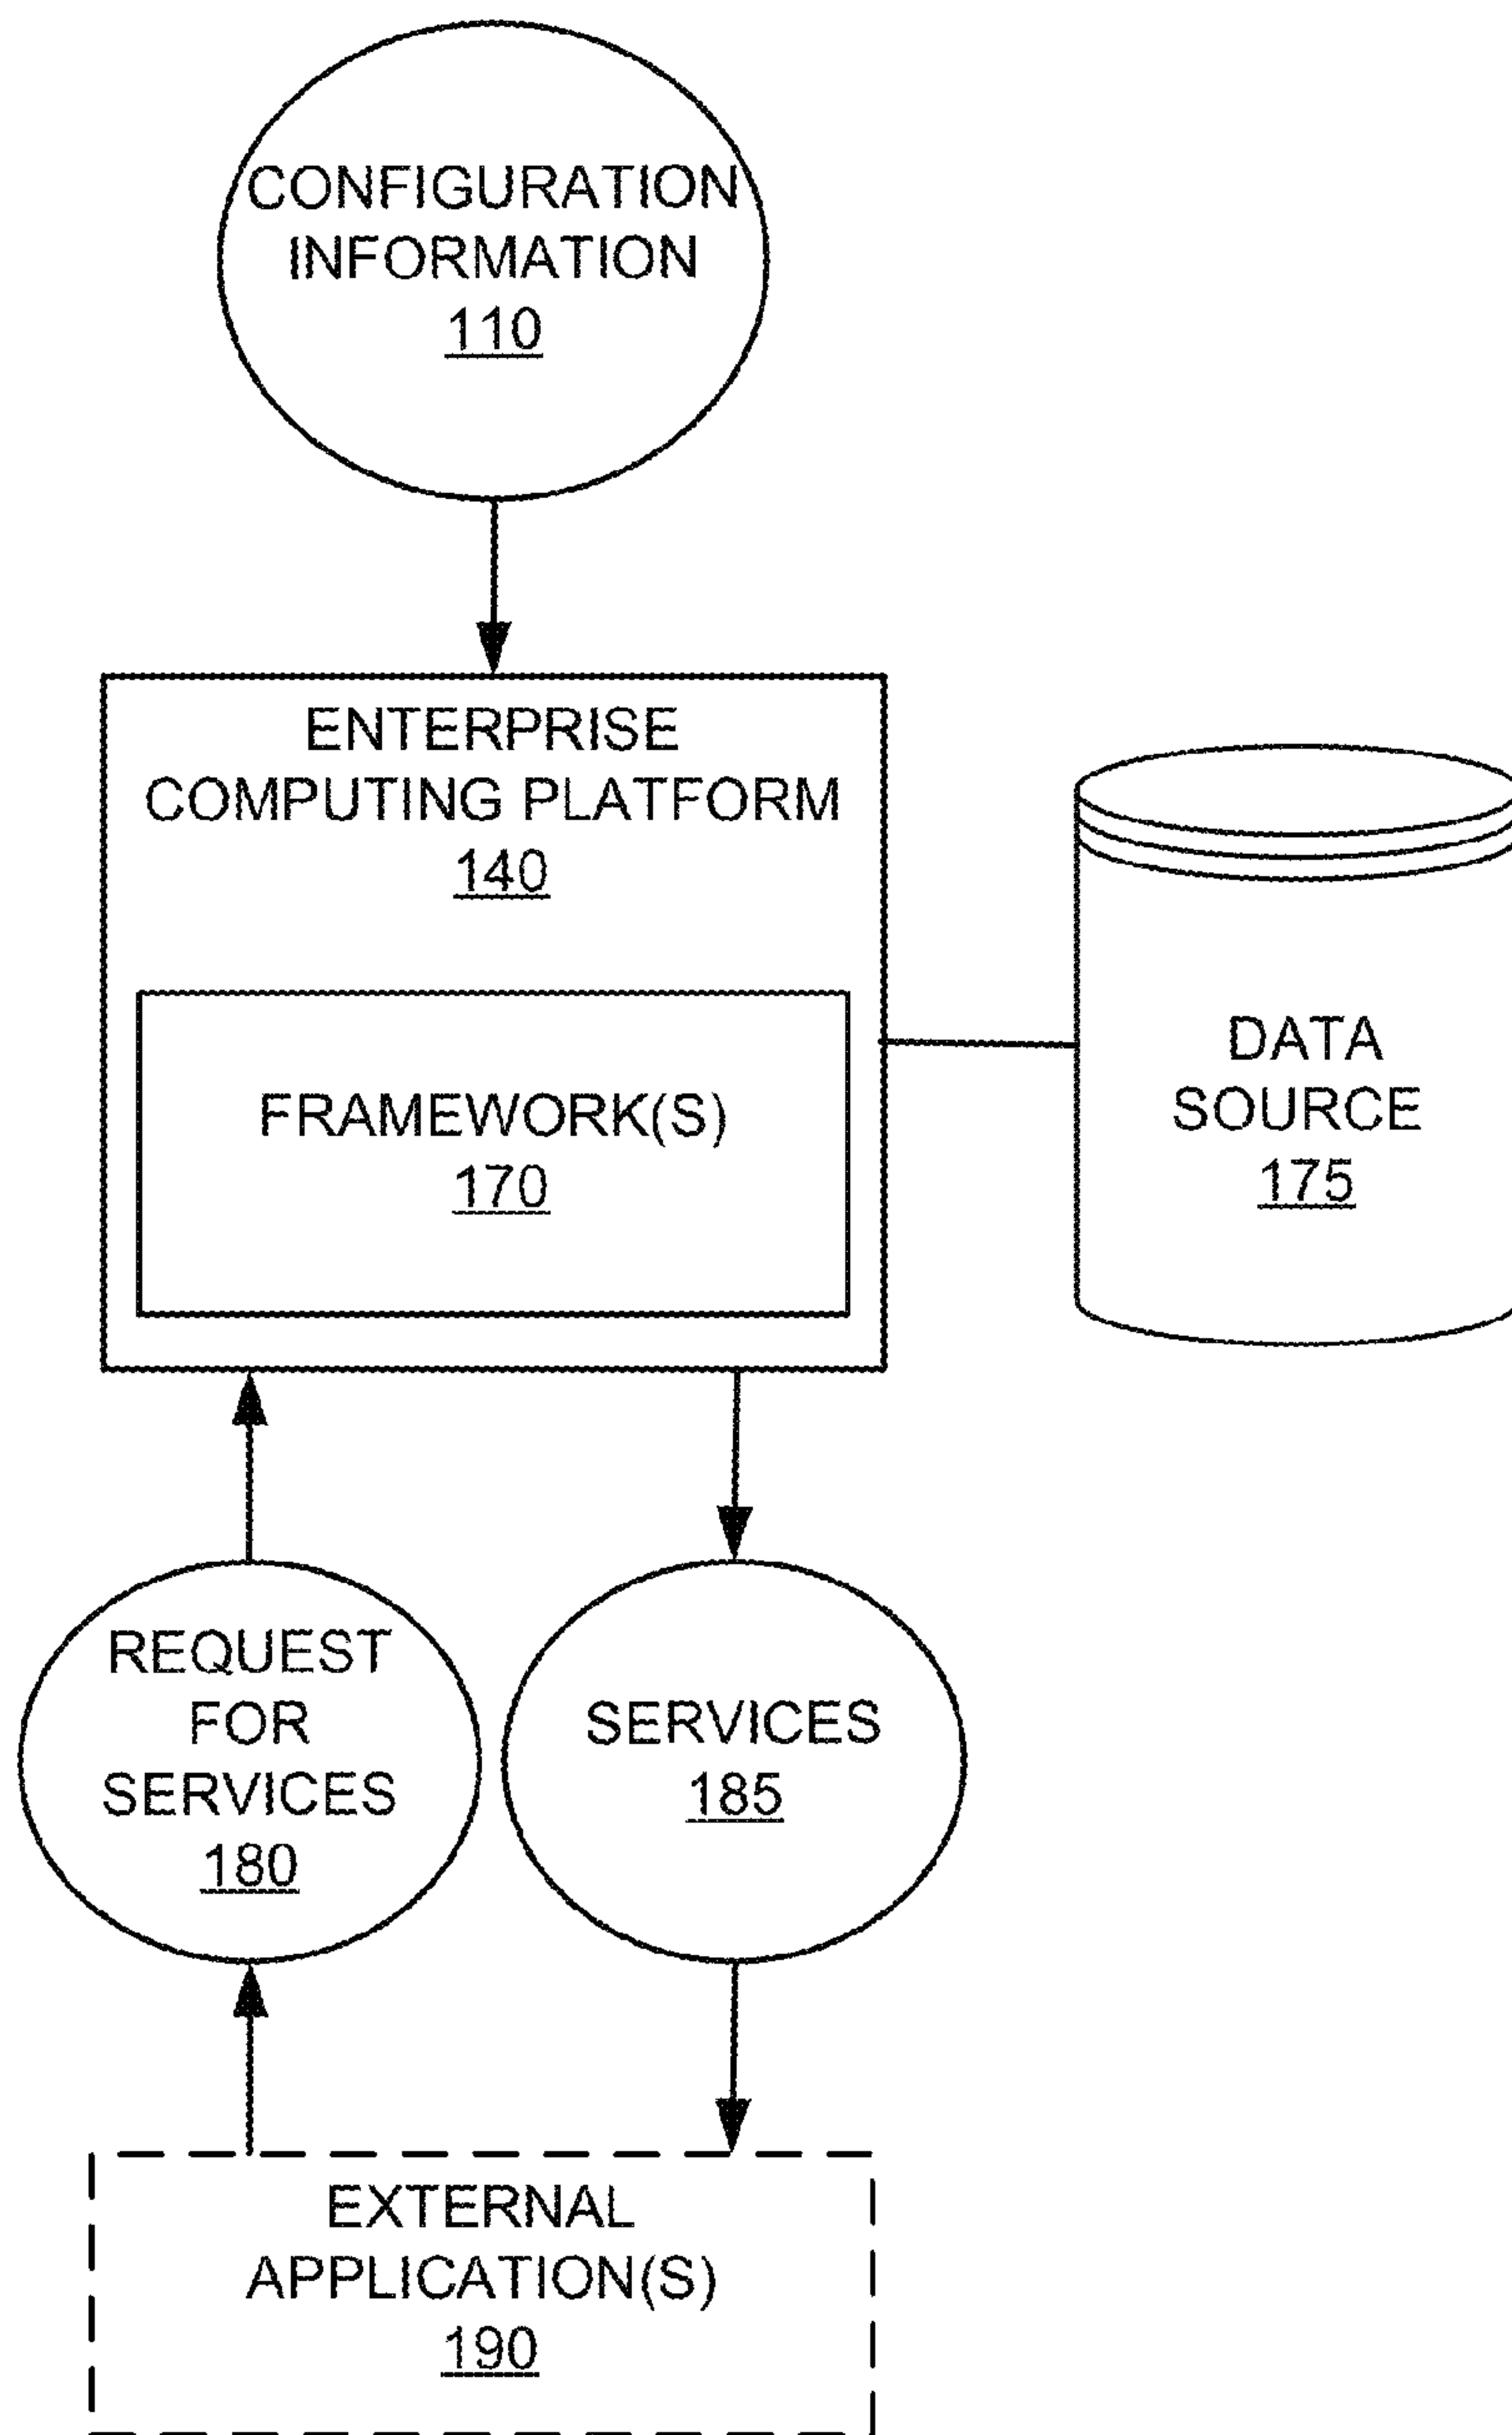 CONFIGURATION
INFORMATION
110
ENTERPRISE
COMPUTING PLATFORM
140
FRAMEWORK(S)
170
DATA
SOURCE
175
REQUEST
FOR
SERVICES
180
SERVICES
185
EXTERNAL
APPLICATION(S)
190